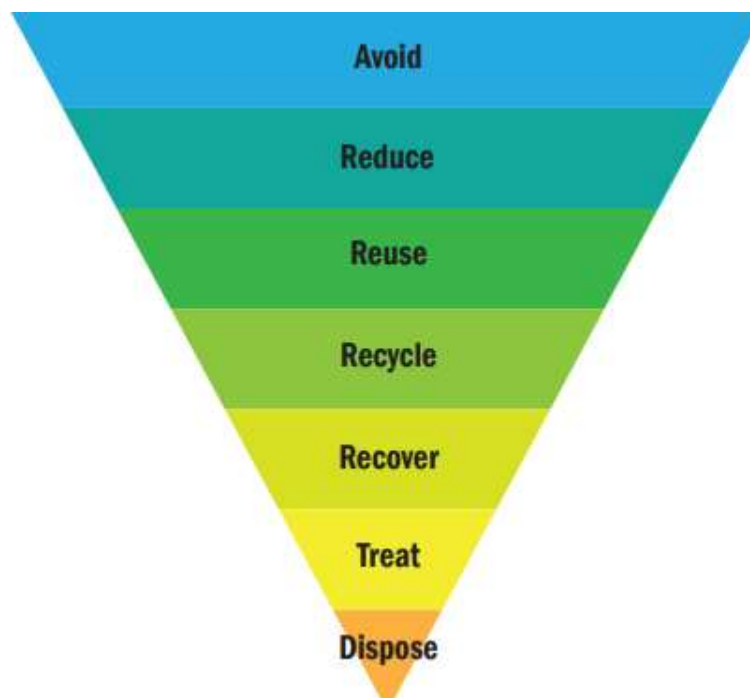 Avoid
Reduce
Reuse
Recycle
Recover
Treat
Dispose